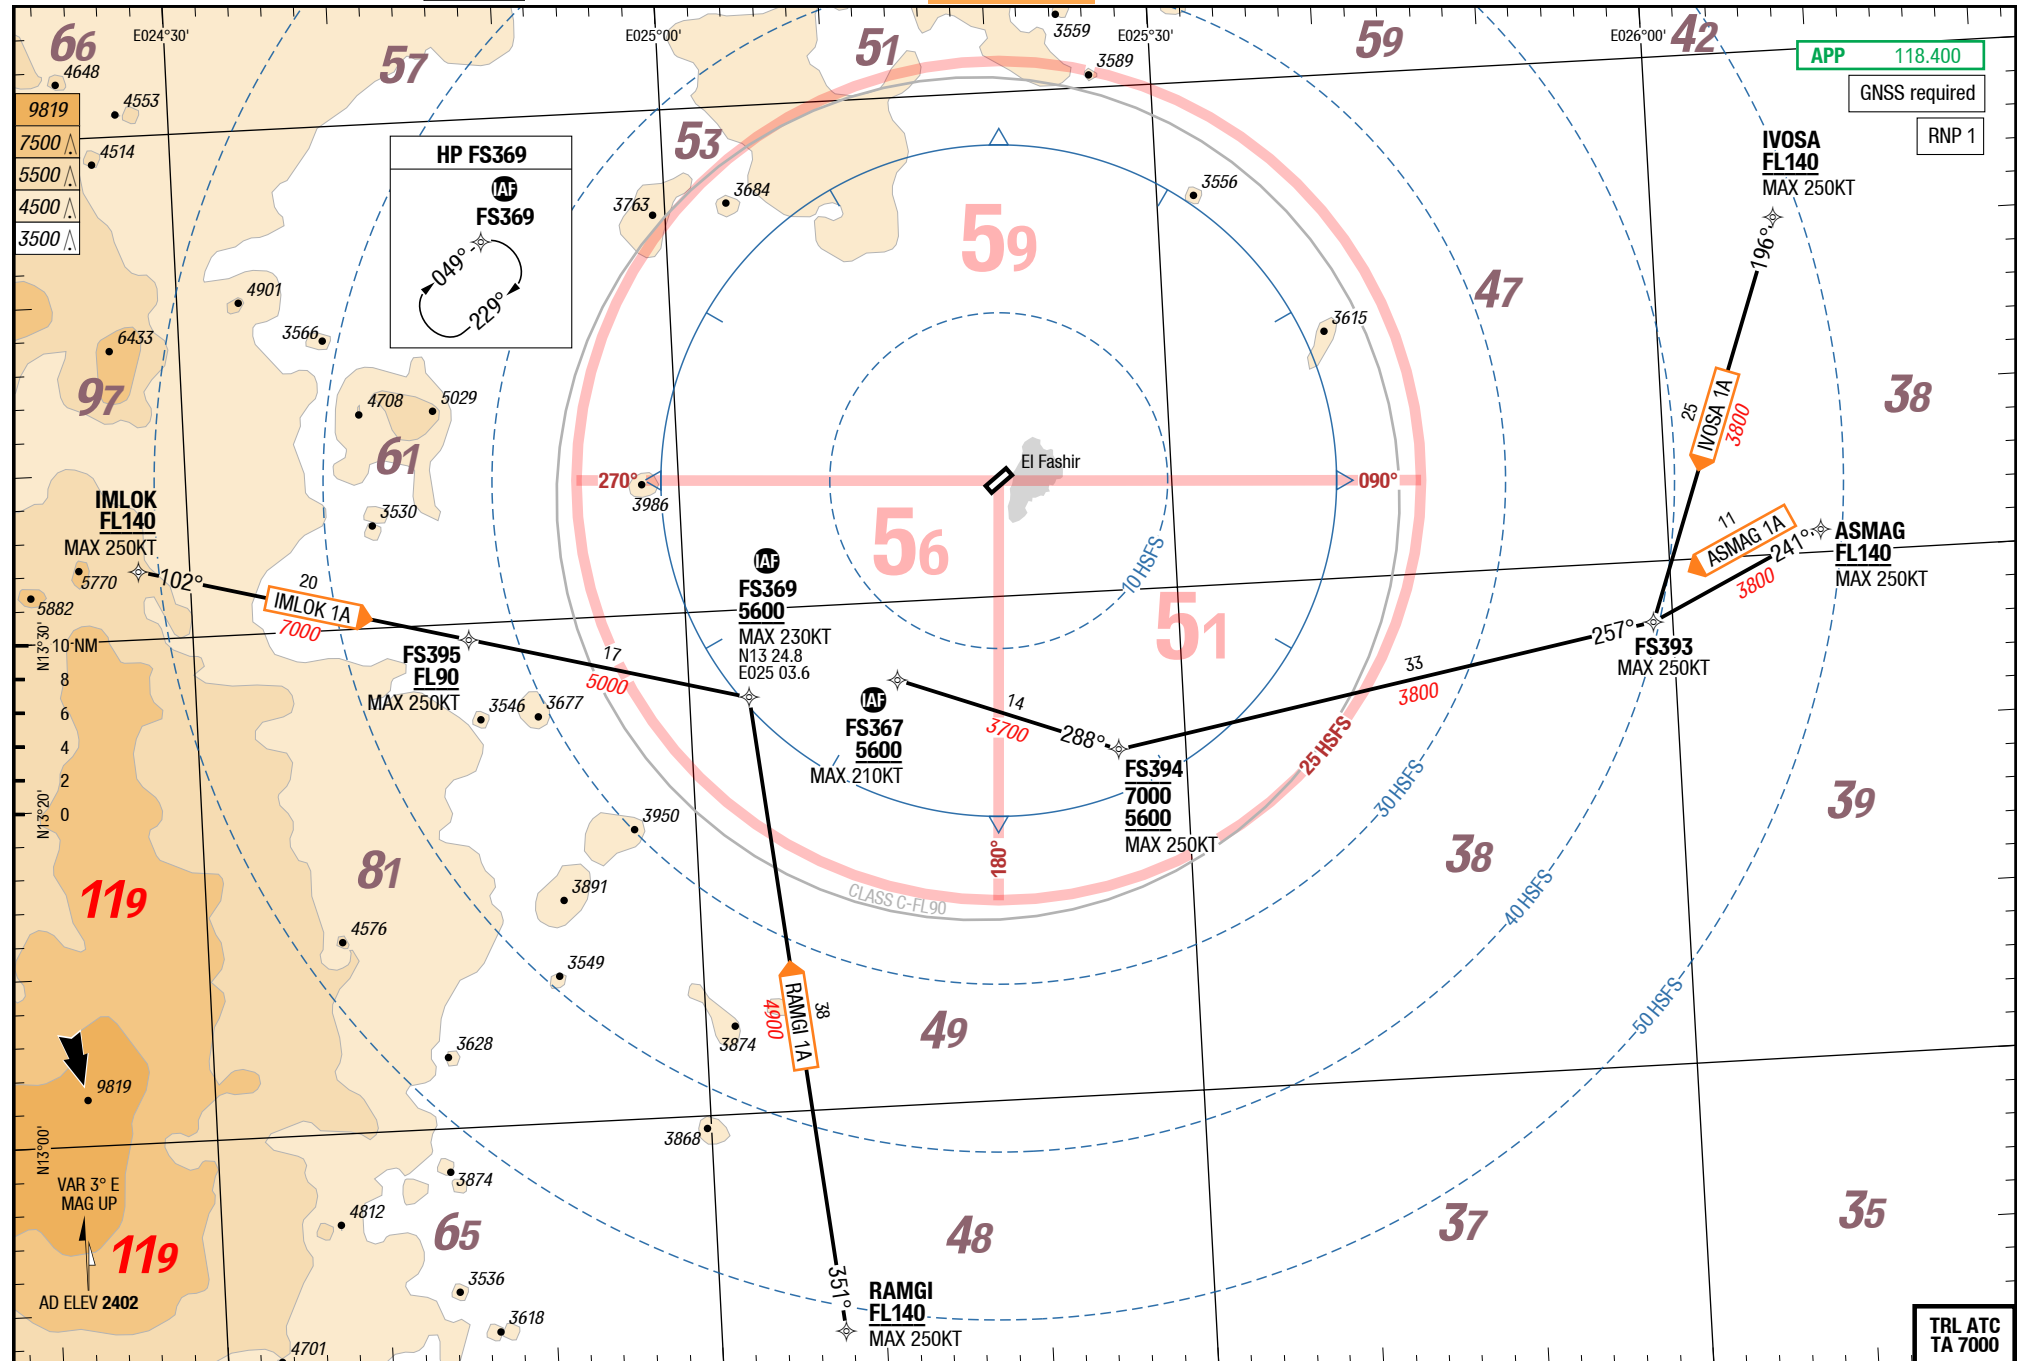 E024°30'
E025°00'
E025°30'
E026°00'
66
57
51
59
42
4648
4553
4514
9819
7500
5500
4500
3500
3559
3589
APP 118.400
GNSS required
RNP 1
HP FS369
IAF
FS369
049°
229°
53
3763
3684
3556
59
IVOSA
FL140
MAX 250KT
196°
25
IVOSA 1A
3800
47
4901
3566
6433
97
4708
5029
61
3615
38
El Fashir
270°
090°
3986
3530
56
51
10 HSFS
IMLOK
FL140
MAX 250KT
102°
20
IMLOK 1A
7000
5770
5882
ASMAG
FL140
MAX 250KT
11
ASMAG 1A
241°
3800
IAF
FS369
5600
MAX 230KT
N13 24.8
E025 03.6
N13°30'
10 NM
8
6
4
2
0
N13°20'
FS395
FL90
MAX 250KT
17
5000
3546
3677
IAF
FS367
5600
MAX 210KT
14
3700
288°
FS394
7000
5600
MAX 250KT
33
3800
257°
FS393
MAX 250KT
25 HSFS
30 HSFS
40 HSFS
50 HSFS
180°
CLASS C-FL90
3950
3891
81
119
4576
3549
38
39
RAMGI 1A
38
4900
3874
49
3628
9819
3868
N13°00'
VAR 3° E
MAG UP
3874
4812
65
48
37
35
119
AD ELEV 2402
3536
3618
4701
351°
RAMGI
FL140
MAX 250KT
TRL ATC
TA 7000